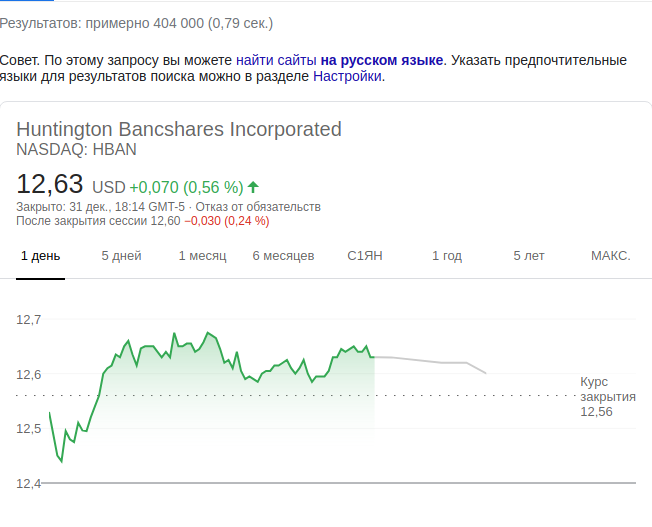 Результатов: примерно 404 000 (0,79 сек.)
Совет. По этому запросу вы можете найти сайты на русском языке. Указать предпочтительные
языки для результатов поиска можно в разделе Настройки.
Huntington Bancshares Incorporated
NASDAQ: HBAN
12,63 USD +0,070 (0,56 %)
Закрыто: 31 дек., 18:14 GMT-5 · Отказ от обязательств
После закрытия сессии 12,60 −0,030 (0,24 %)
1 день 5 дней 1 месяц 6 месяцев С1ЯН 1 год 5 лет МАКС.
12,7
12,6
Курс
закрытия
12,56
12,5
12,4